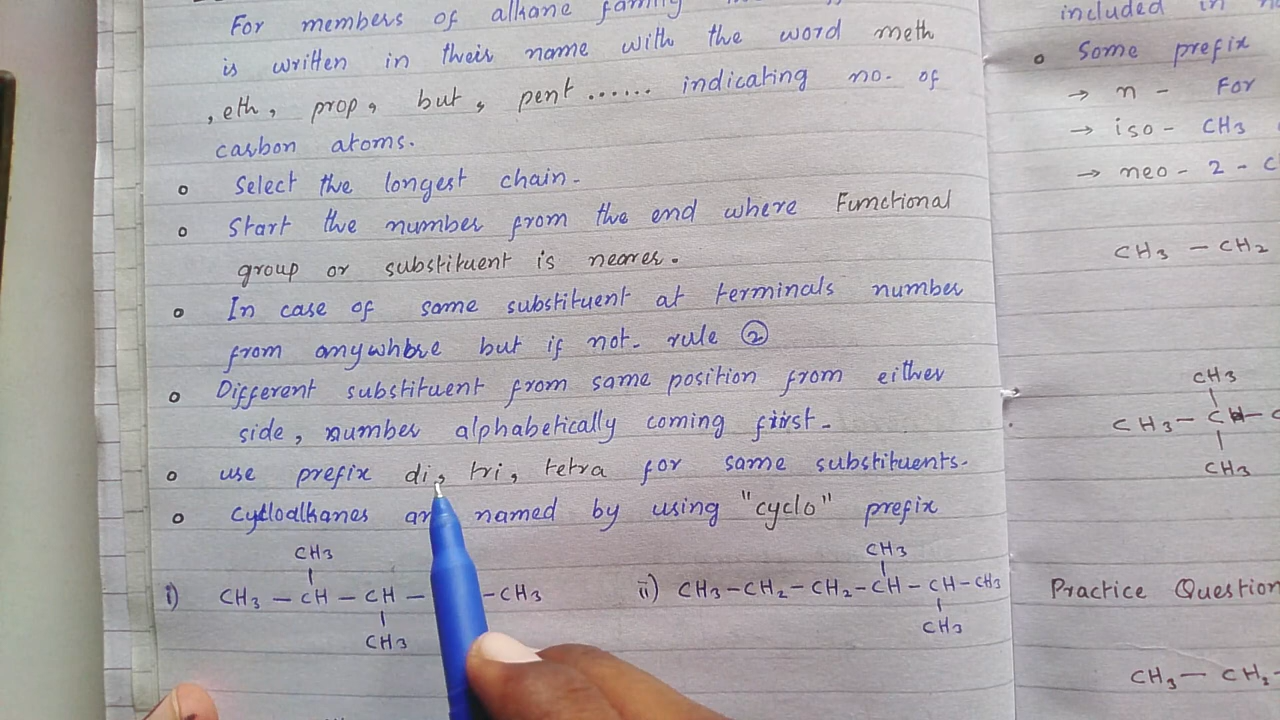 For members of alkane family
is written in their name with the word meth
, eth, prop, but, pent ...... indicating no. of
carbon atoms.
o Select the longest chain.
o Start the number from the end where Functional
group or substituent is nearer.
o In case of same substituent at terminals number
from anywhere but if not. rule ②
o Different substituent from same position from either
side, number alphabetically coming first.
o use prefix di, tri, tetra for same substituents.
o Cycloalkanes are named by using "cyclo" prefix
CH3
i) CH3 - CH - CH - -CH3
CH3
CH3
ii) CH3-CH2-CH2-CH-CH-CH3
CH3
included in
o Some prefix
→ n - For
→ iso - CH3
→ neo - 2 - C
CH3 - CH2
CH3
CH3 - CH -
CH3
Practice Question
CH3 - CH2 -